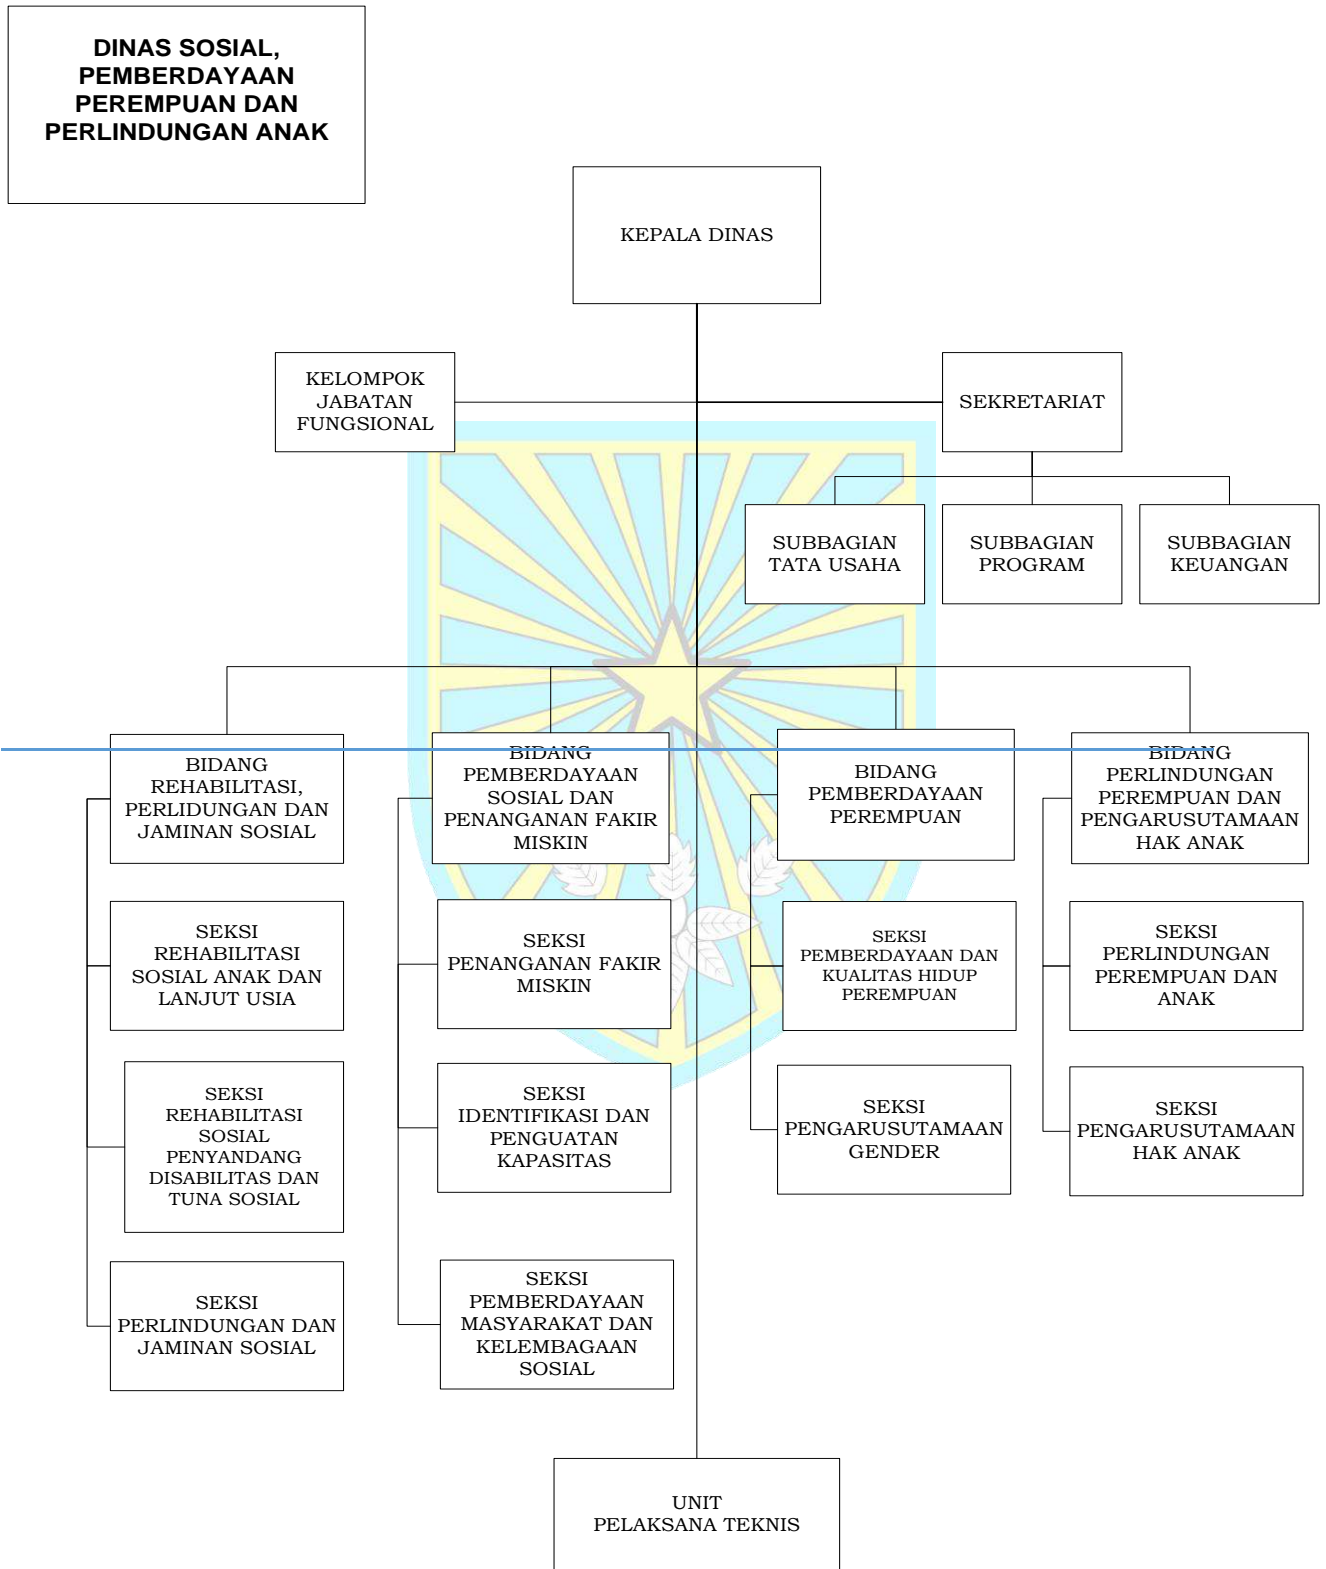 DINAS SOSIAL,
PEMBERDAYAAN
PEREMPUAN DAN
PERLINDUNGAN ANAK
KEPALA DINAS
KELOMPOK
JABATAN
FUNGSIONAL
SEKRETARIAT
SUBBAGIAN
TATA USAHA
SUBBAGIAN
PROGRAM
SUBBAGIAN
KEUANGAN
BIDANG
REHABILITASI,
PERLIDUNGAN DAN
JAMINAN SOSIAL
BIDANG
PEMBERDAYAAN
SOSIAL DAN
PENANGANAN FAKIR
MISKIN
BIDANG
PEMBERDAYAAN
PEREMPUAN
BIDANG
PERLINDUNGAN
PEREMPUAN DAN
PENGARUSUTAMAAN
HAK ANAK
SEKSI
REHABILITASI
SOSIAL ANAK DAN
LANJUT USIA
SEKSI
PENANGANAN FAKIR
MISKIN
SEKSI
PEMBERDAYAAN DAN
KUALITAS HIDUP
PEREMPUAN
SEKSI
PERLINDUNGAN
PEREMPUAN DAN
ANAK
SEKSI
REHABILITASI
SOSIAL
PENYANDANG
DISABILITAS DAN
TUNA SOSIAL
SEKSI
IDENTIFIKASI DAN
PENGUATAN
KAPASITAS
SEKSI
PENGARUSUTAMAAN
GENDER
SEKSI
PENGARUSUTAMAAN
HAK ANAK
SEKSI
PERLINDUNGAN DAN
JAMINAN SOSIAL
SEKSI
PEMBERDAYAAN
MASYARAKAT DAN
KELEMBAGAAN
SOSIAL
UNIT
PELAKSANA TEKNIS